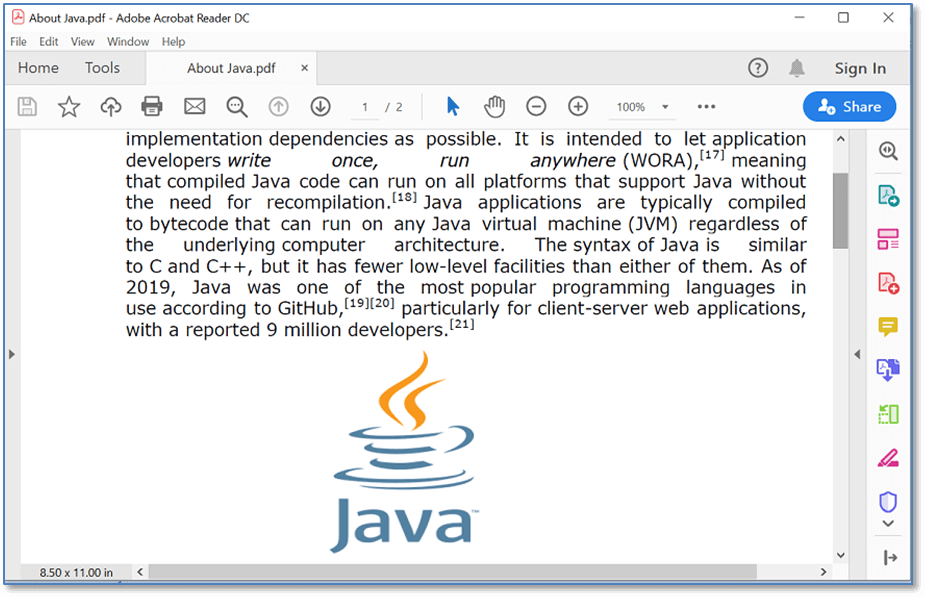 About Java.pdf - Adobe Acrobat Reader DC
File Edit View Window Help
Home Tools About Java.pdf × ? Sign In
1 / 2 100% Share
implementation dependencies as possible. It is intended to let application
developers write once, run anywhere (WORA),[17] meaning
that compiled Java code can run on all platforms that support Java without
the need for recompilation.[18] Java applications are typically compiled
to bytecode that can run on any Java virtual machine (JVM) regardless of
the underlying computer architecture. The syntax of Java is similar
to C and C++, but it has fewer low-level facilities than either of them. As of
2019, Java was one of the most popular programming languages in
use according to GitHub,[19][20] particularly for client-server web applications,
with a reported 9 million developers.[21]
Java™
8.50 x 11.00 in